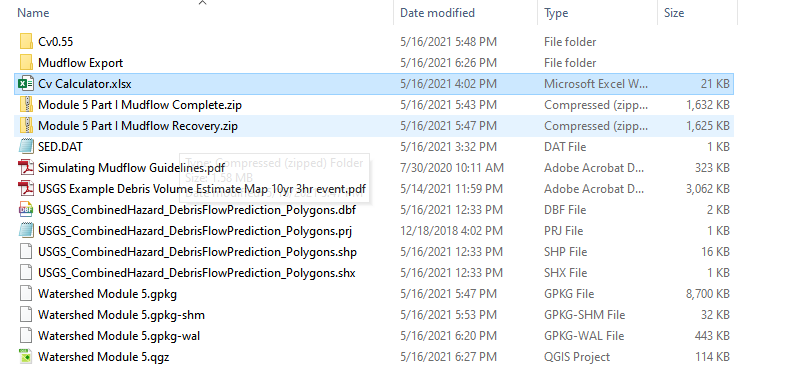 Name Date modified Type Size
Cv0.55 5/16/2021 5:48 PM File folder
Mudflow Export 5/16/2021 6:26 PM File folder
Cv Calculator.xlsx 5/16/2021 4:02 PM Microsoft Excel W... 21 KB
Module 5 Part I Mudflow Complete.zip 5/16/2021 5:43 PM Compressed (zipp... 1,632 KB
Module 5 Part I Mudflow Recovery.zip 5/16/2021 5:47 PM Compressed (zipp... 1,625 KB
SED.DAT 5/16/2021 3:32 PM DAT File 1 KB
Type: Compressed (zipped) Folder
Simulating Mudflow Guidelines.pdf 7/30/2020 10:11 AM Adobe Acrobat D... 323 KB
Size: 1.58 MB
USGS Example Debris Volume Estimate Map 10yr 3hr event.pdf 5/14/2021 11:59 PM Adobe Acrobat D... 3,062 KB
USGS_CombinedHazard_DebrisFlowPrediction_Polygons.dbf 5/16/2021 12:33 PM DBF File 2 KB
USGS_CombinedHazard_DebrisFlowPrediction_Polygons.prj 12/18/2018 4:02 PM PRJ File 1 KB
USGS_CombinedHazard_DebrisFlowPrediction_Polygons.shp 5/16/2021 12:33 PM SHP File 16 KB
USGS_CombinedHazard_DebrisFlowPrediction_Polygons.shx 5/16/2021 12:33 PM SHX File 1 KB
Watershed Module 5.gpkg 5/16/2021 5:47 PM GPKG File 8,700 KB
Watershed Module 5.gpkg-shm 5/16/2021 5:53 PM GPKG-SHM File 32 KB
Watershed Module 5.gpkg-wal 5/16/2021 6:20 PM GPKG-WAL File 443 KB
Watershed Module 5.qgz 5/16/2021 6:27 PM QGIS Project 114 KB